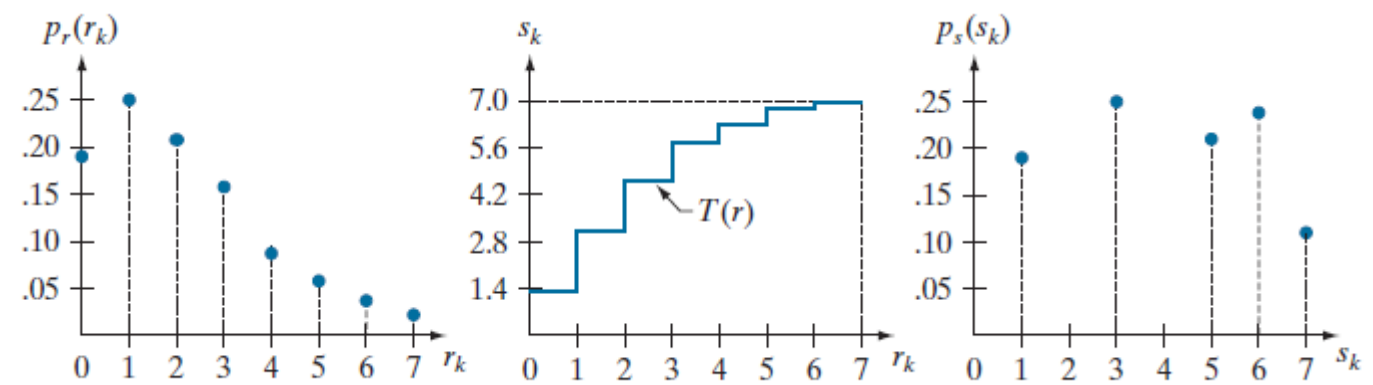 p_r(r_k)
.25
.20
.15
.10
.05
0 1 2 3 4 5 6 7 r_k
s_k
7.0
5.6
4.2
2.8
1.4
T(r)
0 1 2 3 4 5 6 7 r_k
p_s(s_k)
.25
.20
.15
.10
.05
0 1 2 3 4 5 6 7 s_k